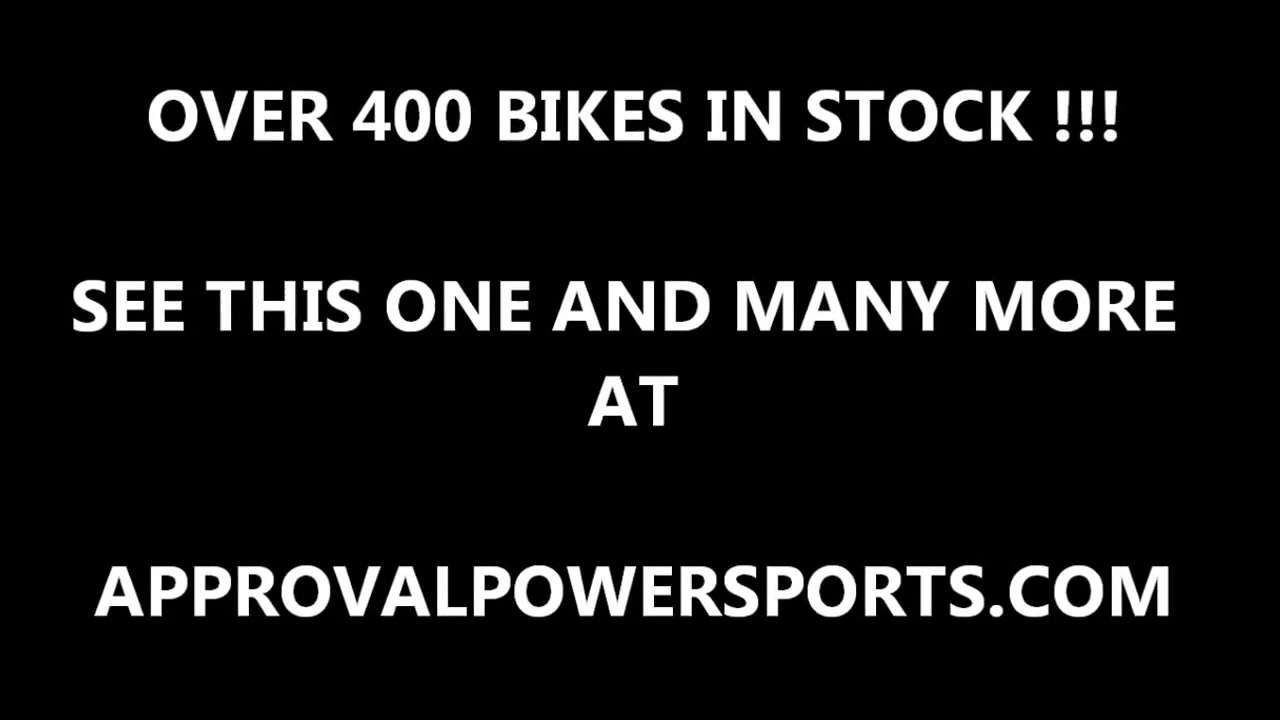 OVER 400 BIKES IN STOCK !!!
SEE THIS ONE AND MANY MORE
AT
APPROVALPOWERSPORTS.COM